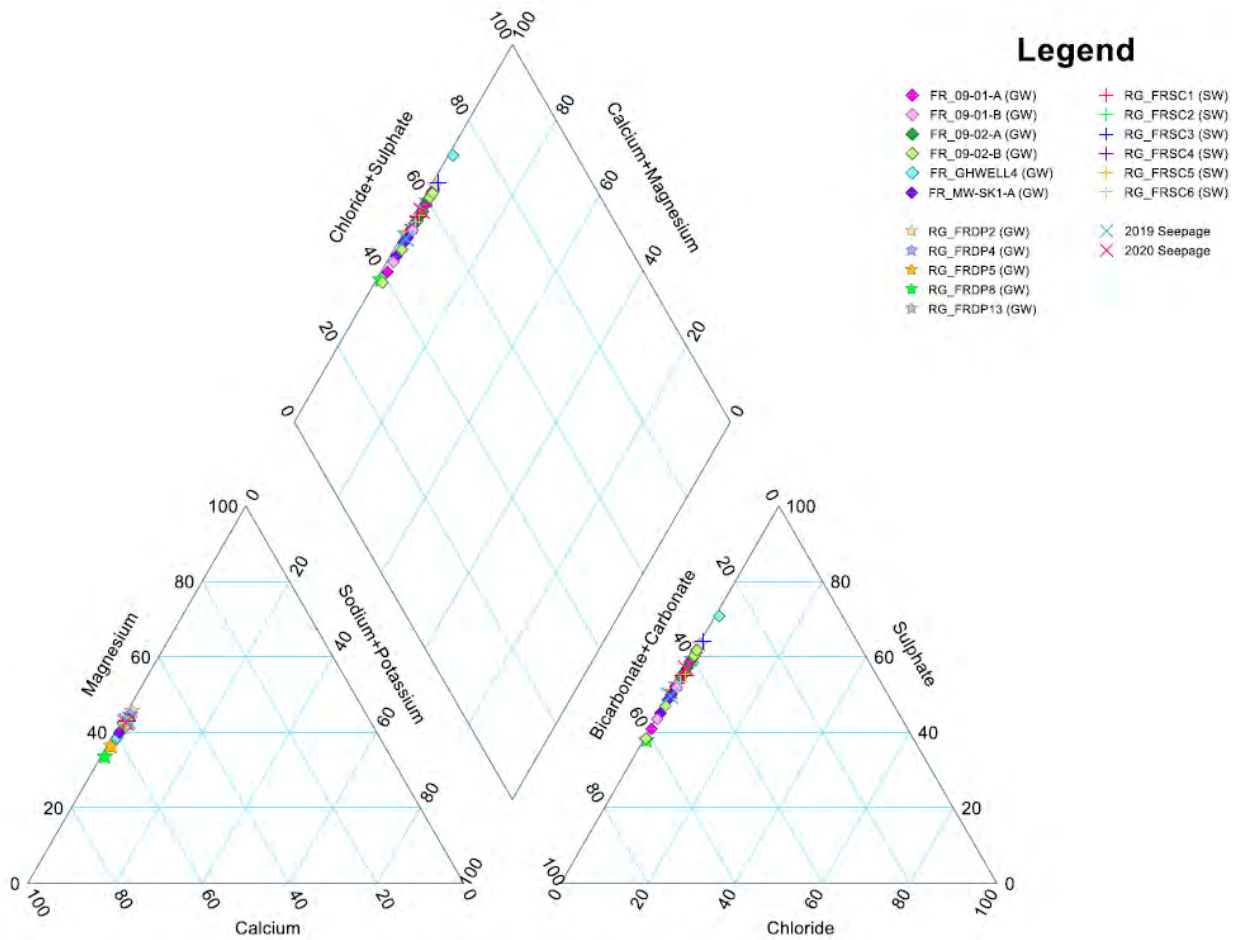 Legend
FR_09-01-A (GW)
FR_09-01-B (GW)
FR_09-02-A (GW)
FR_09-02-B (GW)
FR_GHWELL4 (GW)
FR_MW-SK1-A (GW)
RG_FRDP2 (GW)
RG_FRDP4 (GW)
RG_FRDP5 (GW)
RG_FRDP8 (GW)
RG_FRDP13 (GW)
RG_FRSC1 (SW)
RG_FRSC2 (SW)
RG_FRSC3 (SW)
RG_FRSC4 (SW)
RG_FRSC5 (SW)
RG_FRSC6 (SW)
2019 Seepage
2020 Seepage
100 100
80 80
60 60
40 40
20 20
0 0
Chloride+Sulphate
Calcium+Magnesium
100 0
80 20
60 40
40 60
20 80
0 100
100 80 60 40 20 0
Magnesium
Sodium+Potassium
Calcium
0 100
20 80
40 60
60 40
80 20
100 0
0 20 40 60 80 100
Bicarbonate+Carbonate
Sulphate
Chloride